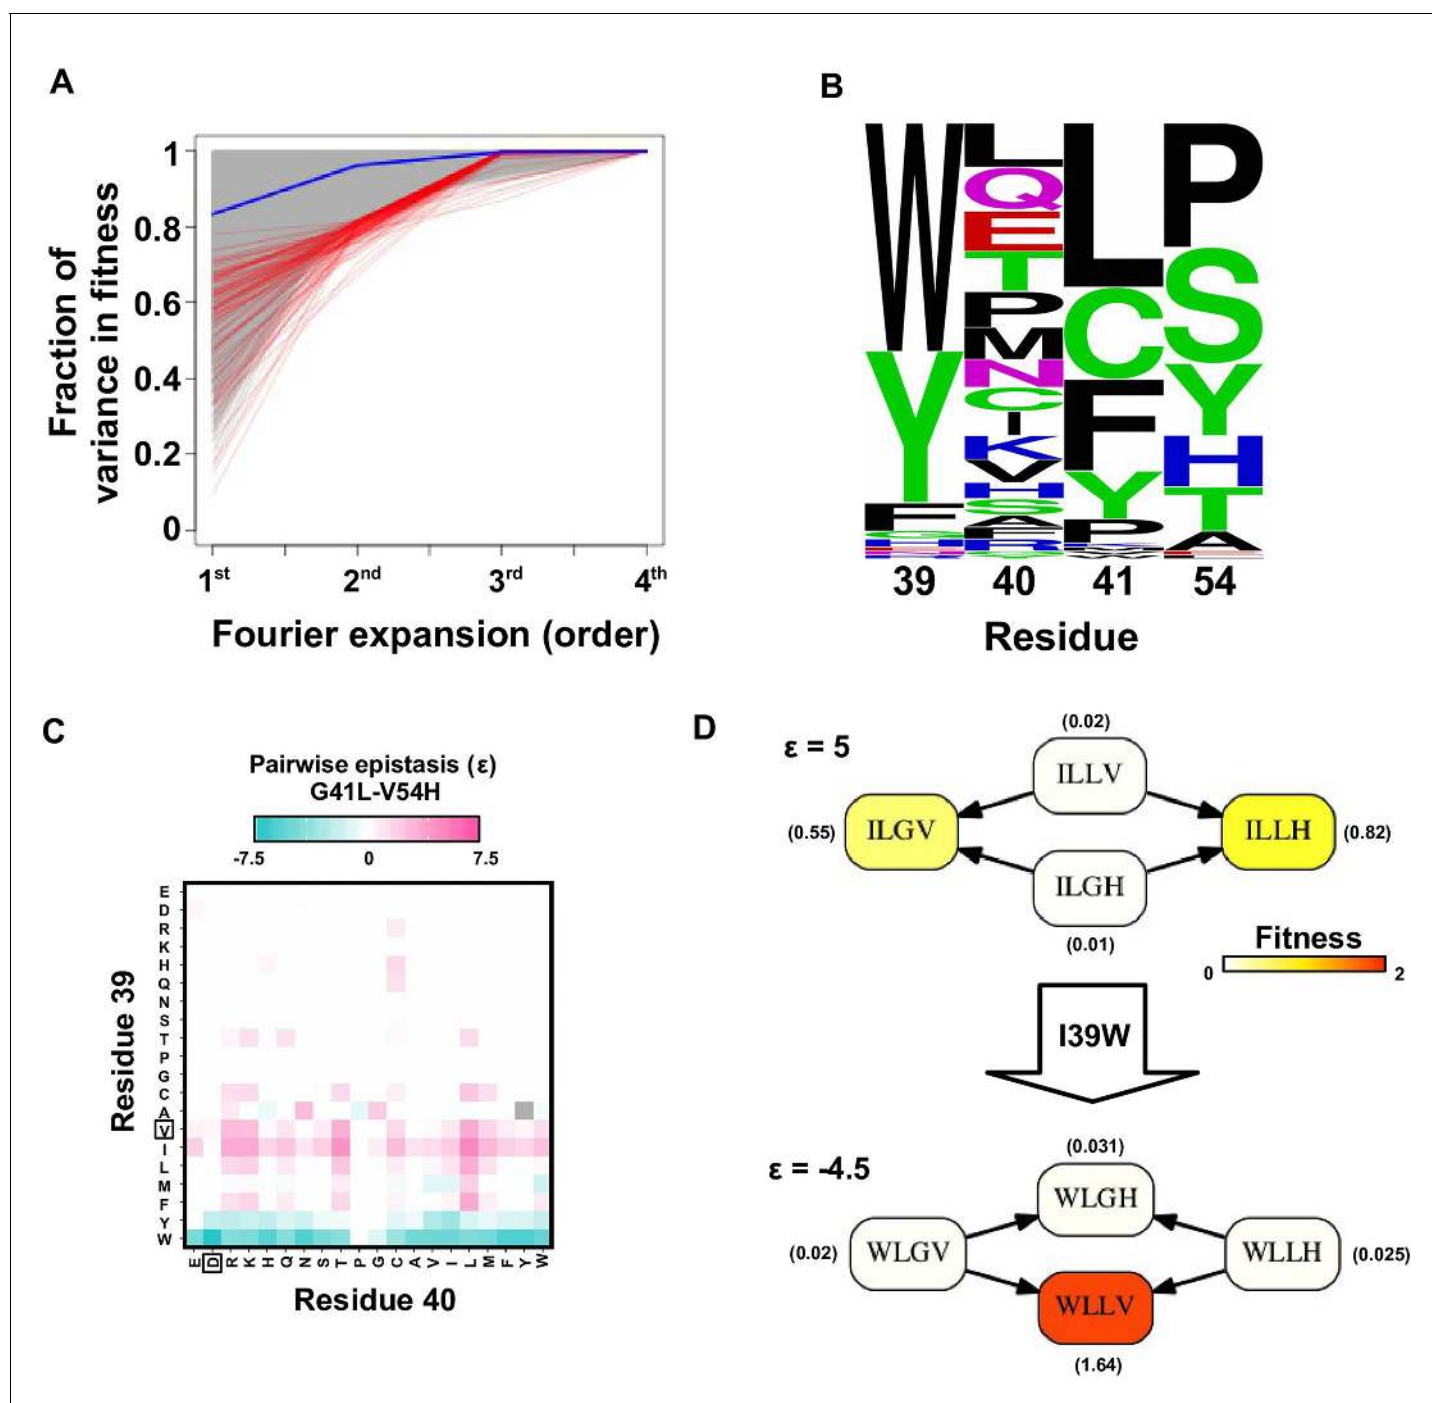 A
1
0.8
0.6
0.4
0.2
0
Fraction of
variance in fitness
1st
2nd
3rd
4th
Fourier expansion (order)
B
W
Y
F
L
Q
E
T
P
M
N
C
I
K
V
H
S
A
F
R
L
C
F
Y
P
P
S
Y
H
T
A
39 40 41 54
Residue
C
Pairwise epistasis (ε)
G41L-V54H
-7.5 0 7.5
Residue 39
E
D
R
K
H
Q
N
S
T
P
G
C
A
V
I
L
M
F
Y
W
E D R K H Q N S T P G C A V I L M F Y W
Residue 40
D
ε = 5
(0.02)
ILLV
(0.55) ILGV
ILLH (0.82)
ILGH
(0.01)
Fitness
0 2
I39W
ε = -4.5
(0.031)
WLGH
(0.02) WLGV
WLLH (0.025)
WLLV
(1.64)